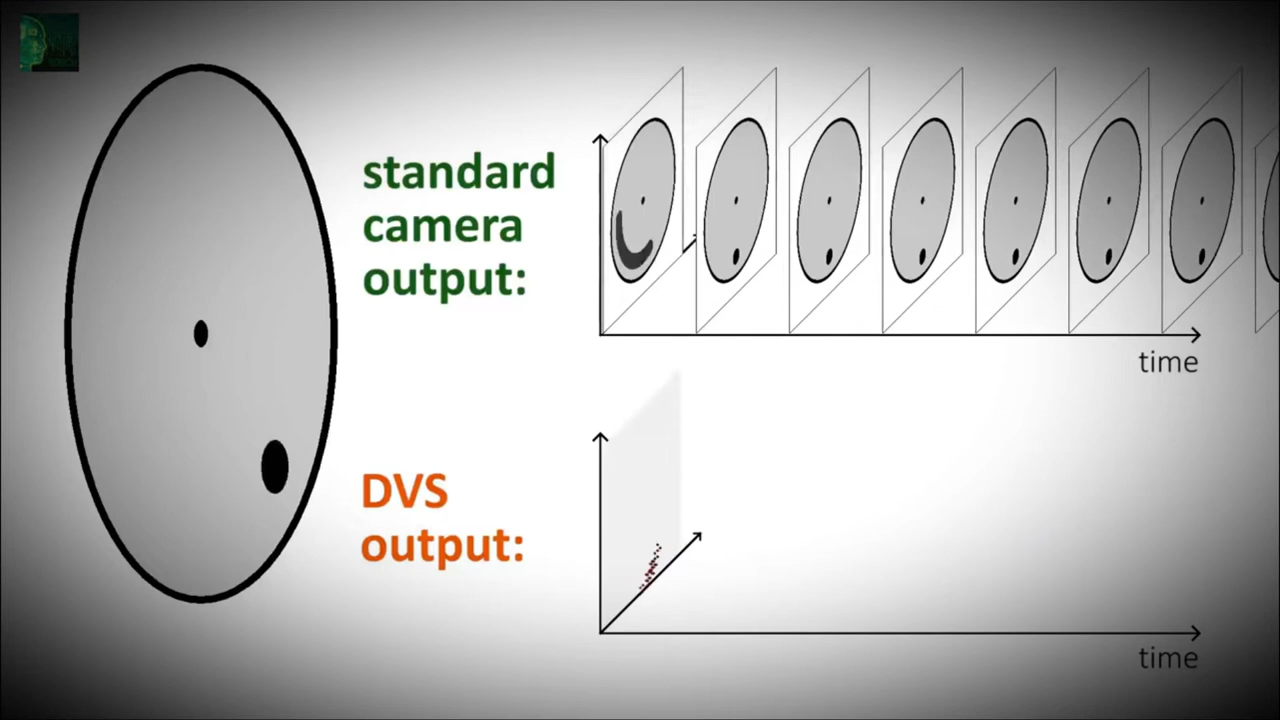 standard
camera
output:
time
DVS
output:
time